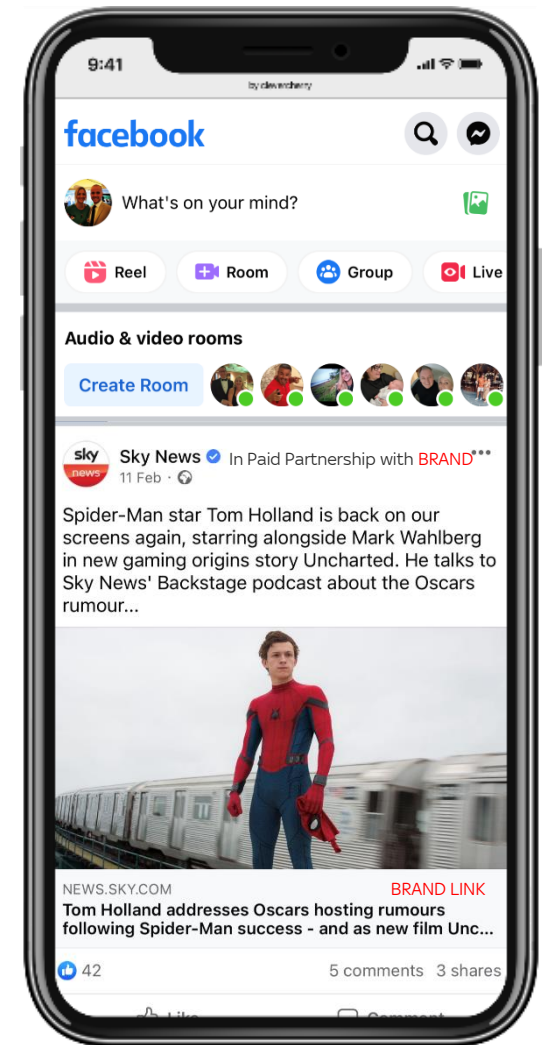 9:41
by clevercherry
facebook
What's on your mind?
Reel Room Group Live
Audio & video rooms
Create Room
sky
news
Sky News In Paid Partnership with BRAND
11 Feb ·
Spider-Man star Tom Holland is back on our
screens again, starring alongside Mark Wahlberg
in new gaming origins story Uncharted. He talks to
Sky News' Backstage podcast about the Oscars
rumour...
NEWS.SKY.COM BRAND LINK
Tom Holland addresses Oscars hosting rumours
following Spider-Man success - and as new film Unc...
42 5 comments 3 shares
Like Comment